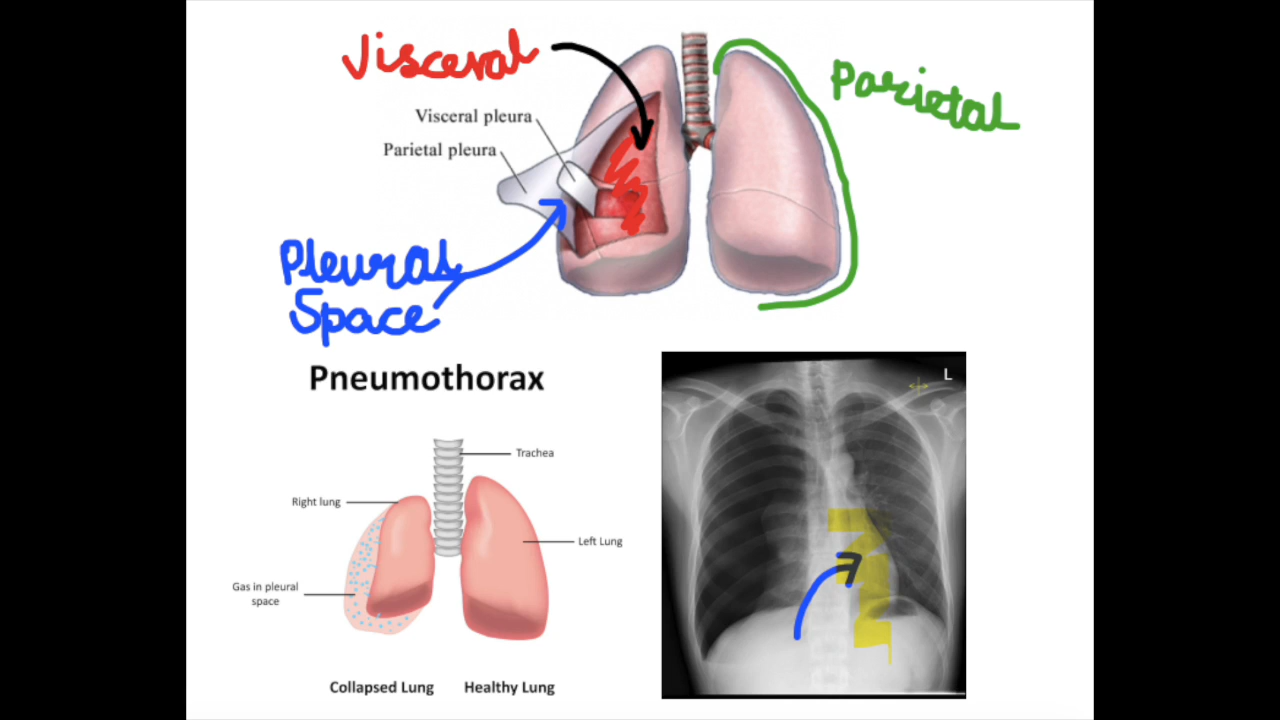 Visceral
Parietal
Visceral pleura
Parietal pleura
Pleural
Space
Pneumothorax
L
Trachea
Right lung
Left Lung
Gas in pleural
space
Collapsed Lung
Healthy Lung